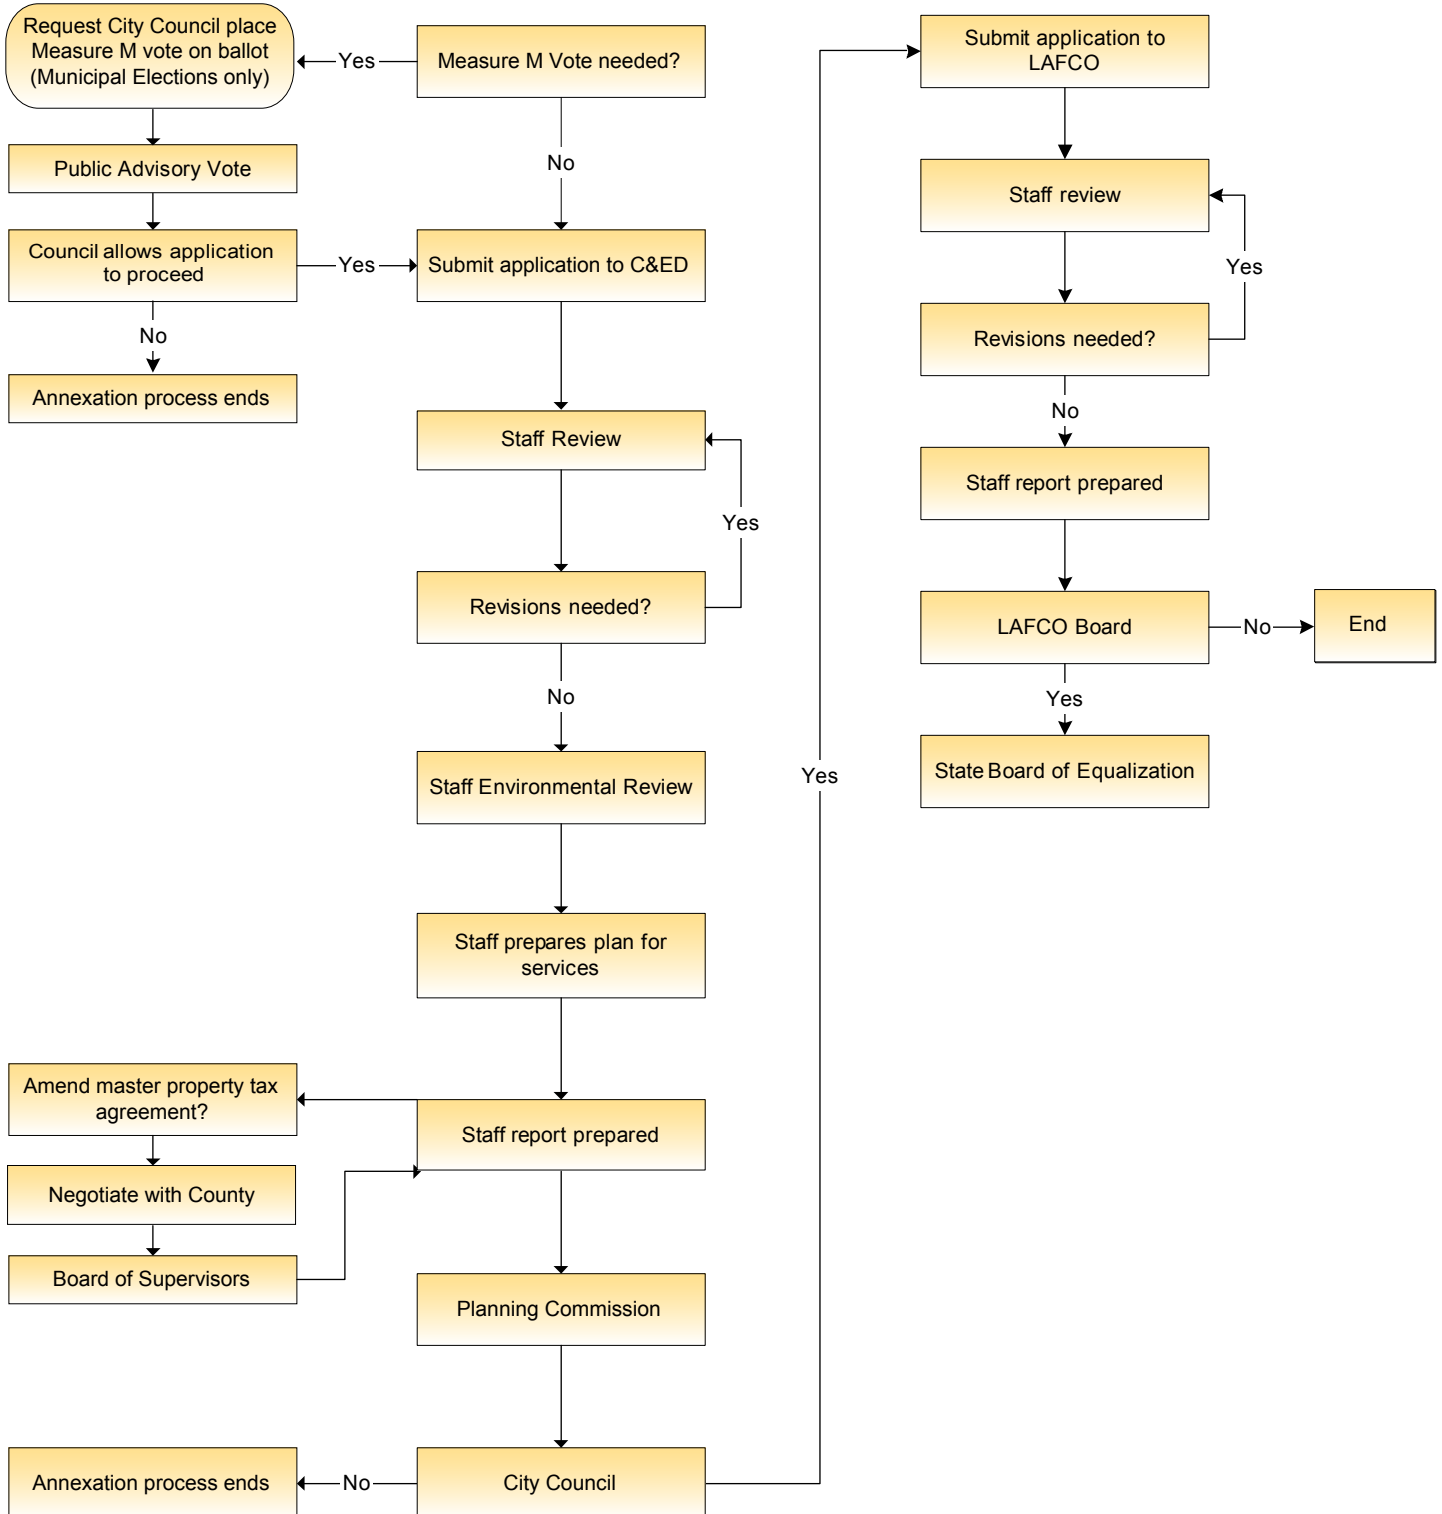 Request City Council place
Measure M vote on ballot
(Municipal Elections only)
Yes
Measure M Vote needed?
No
Public Advisory Vote
Council allows application
to proceed
Yes
Submit application to C&ED
No
Annexation process ends
Staff Review
Yes
Revisions needed?
No
Staff Environmental Review
Staff prepares plan for
services
Amend master property tax
agreement?
Staff report prepared
Negotiate with County
Board of Supervisors
Planning Commission
Annexation process ends
No
City Council
Yes
Submit application to
LAFCO
Staff review
Yes
Revisions needed?
No
Staff report prepared
LAFCO Board
No
End
Yes
State Board of Equalization